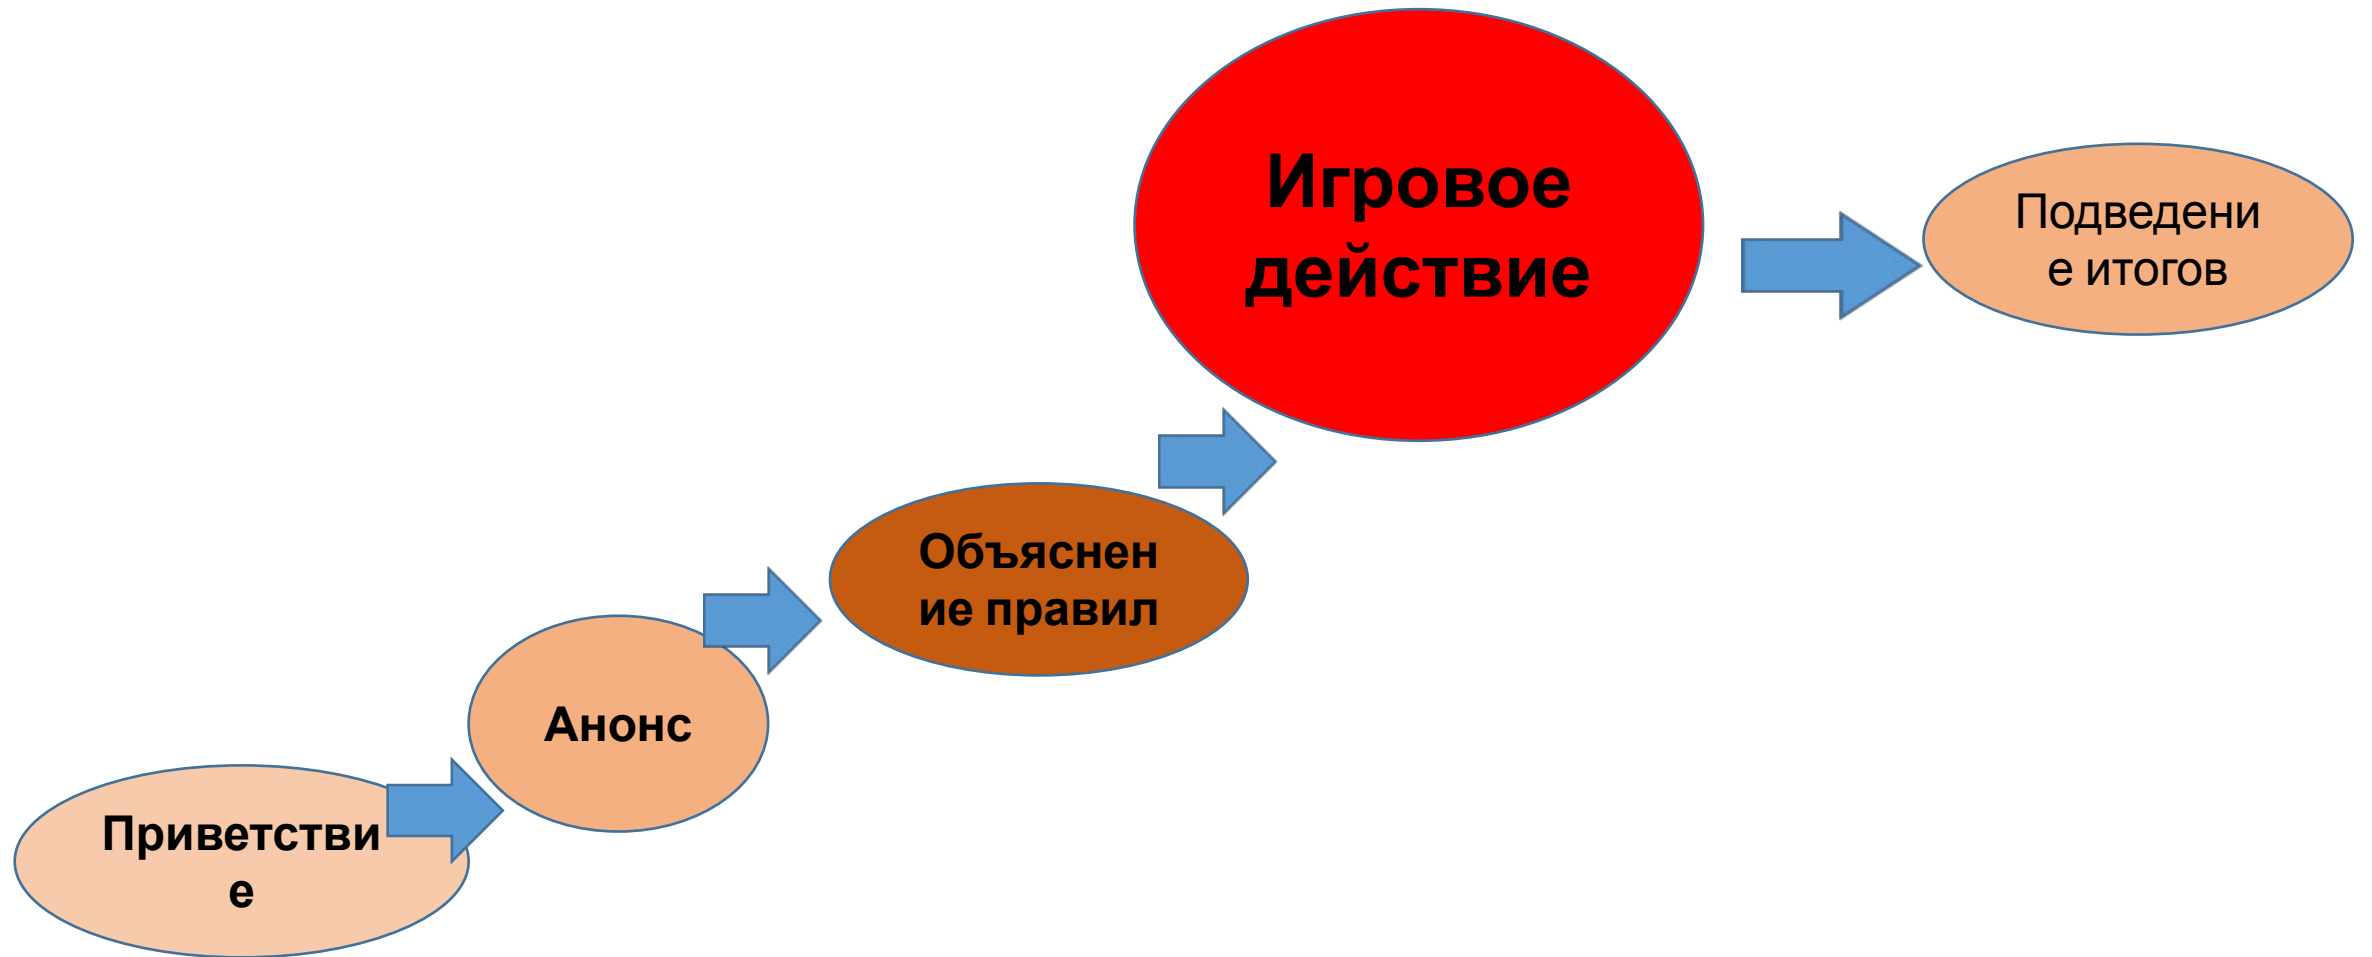 Приветстви
е
Анонс
Объяснен
ие правил
Игровое
действие
Подведени
е итогов